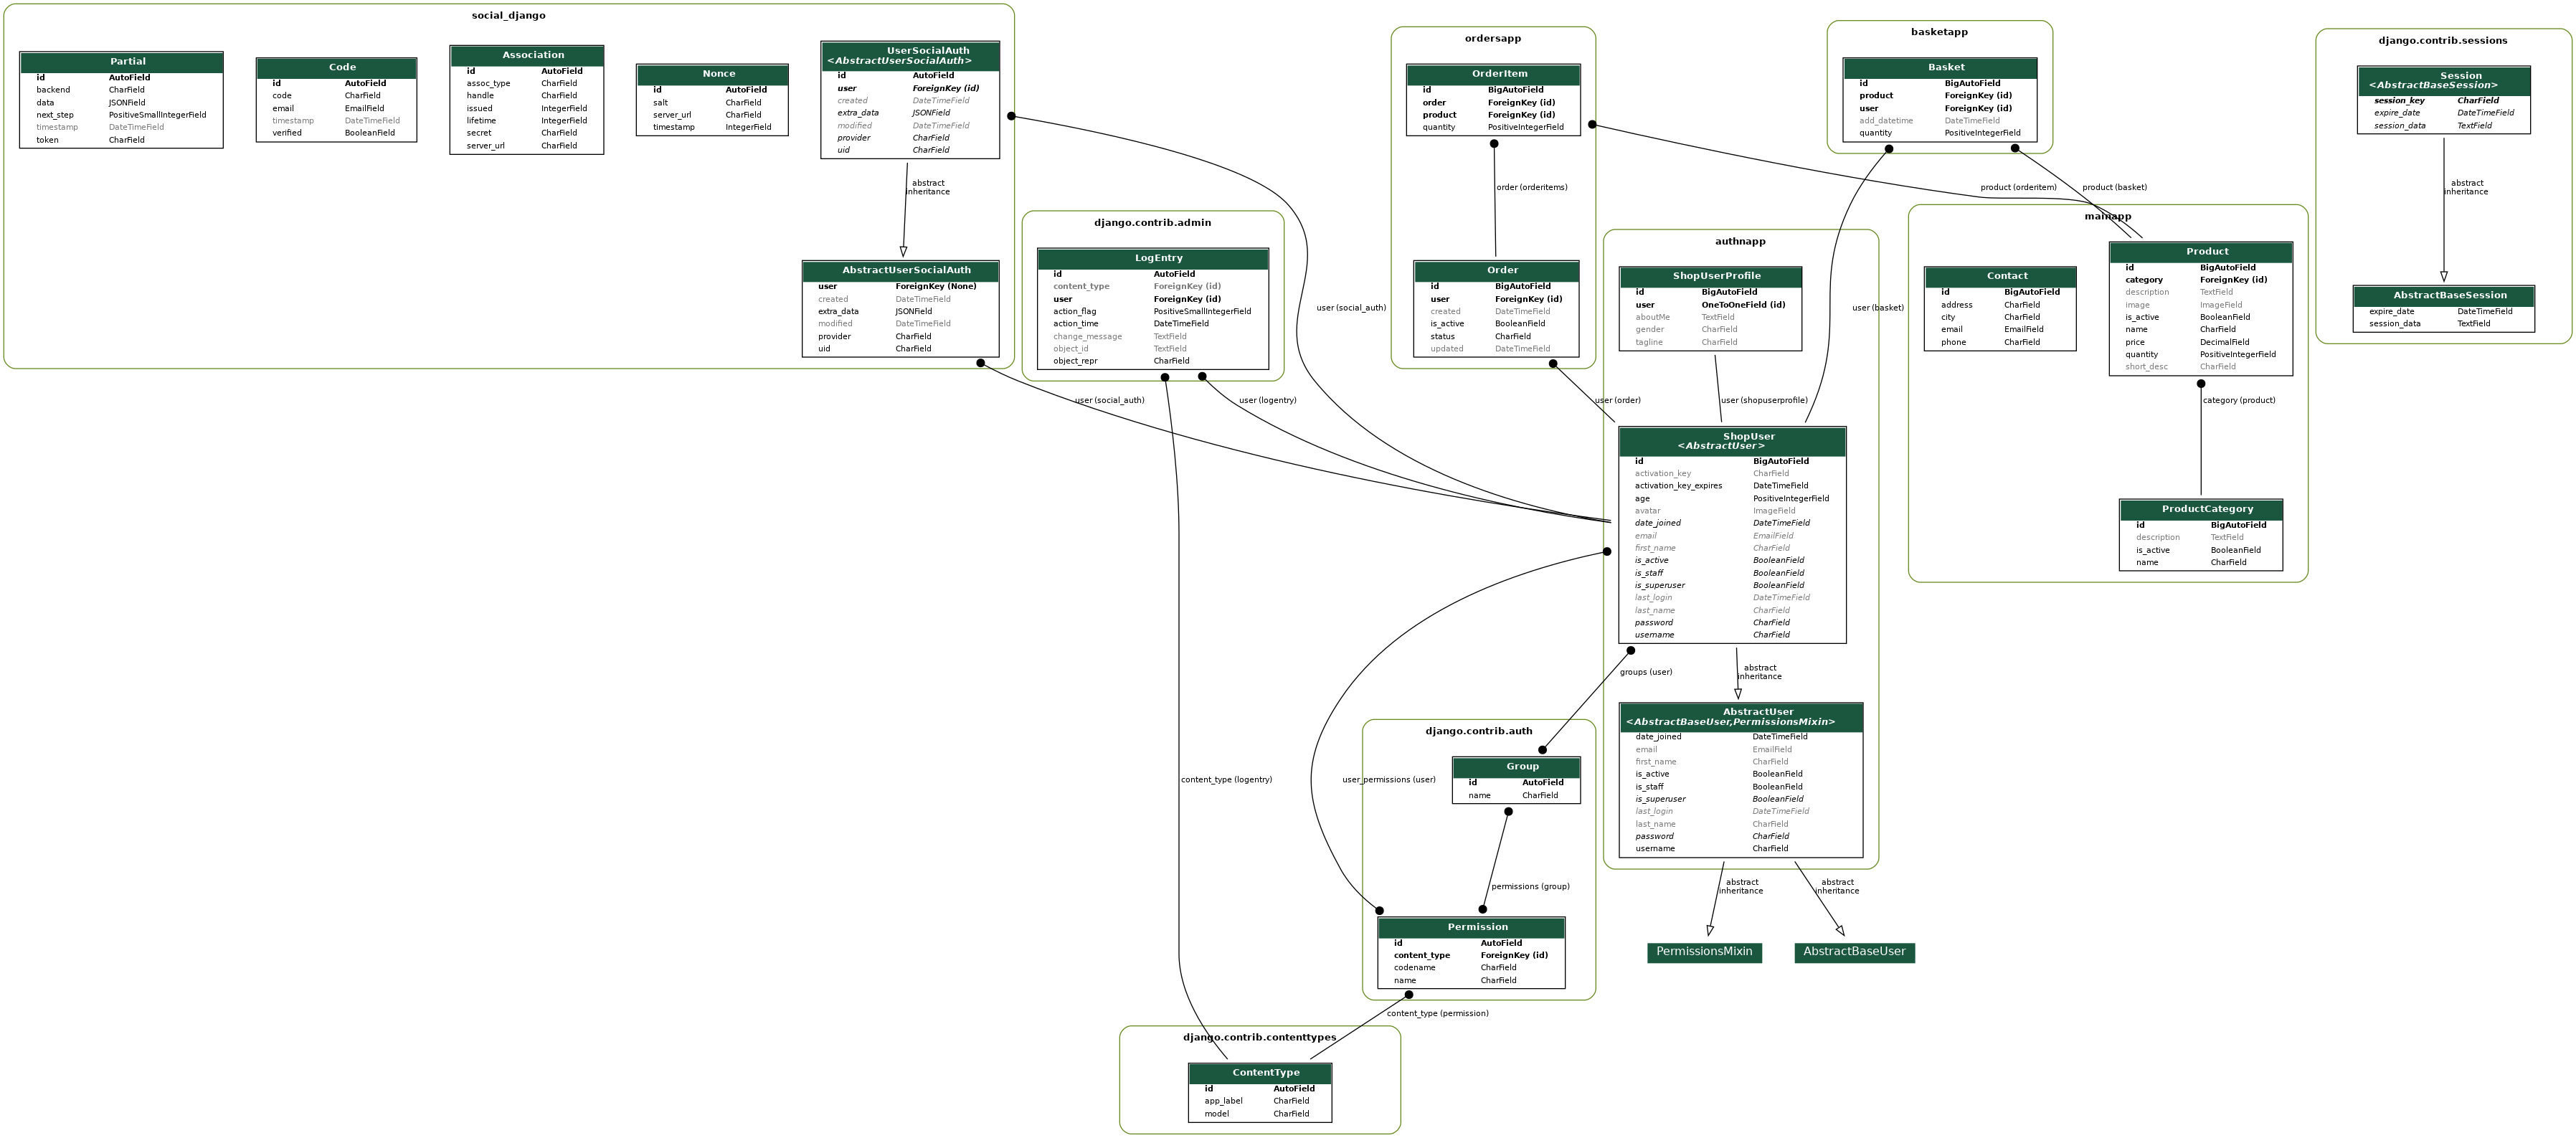 social_django
Partial
id AutoField
backend CharField
data JSONField
next_step PositiveSmallIntegerField
timestamp DateTimeField
token CharField
Code
id AutoField
code CharField
email EmailField
timestamp DateTimeField
verified BooleanField
Association
id AutoField
assoc_type CharField
handle CharField
issued IntegerField
lifetime IntegerField
secret CharField
server_url CharField
Nonce
id AutoField
salt CharField
server_url CharField
timestamp IntegerField
UserSocialAuth
<AbstractUserSocialAuth>
id AutoField
user ForeignKey (id)
created DateTimeField
extra_data JSONField
modified DateTimeField
provider CharField
uid CharField
abstract
inheritance
AbstractUserSocialAuth
user ForeignKey (None)
created DateTimeField
extra_data JSONField
modified DateTimeField
provider CharField
uid CharField
user (social_auth)
django.contrib.admin
LogEntry
id AutoField
content_type ForeignKey (id)
user ForeignKey (id)
action_flag PositiveSmallIntegerField
action_time DateTimeField
change_message TextField
object_id TextField
object_repr CharField
user (logentry)
user (social_auth)
content_type (logentry)
ordersapp
OrderItem
id BigAutoField
order ForeignKey (id)
product ForeignKey (id)
quantity PositiveIntegerField
order (orderitems)
Order
id BigAutoField
user ForeignKey (id)
created DateTimeField
is_active BooleanField
status CharField
updated DateTimeField
user (order)
basketapp
Basket
id BigAutoField
product ForeignKey (id)
user ForeignKey (id)
add_datetime DateTimeField
quantity PositiveIntegerField
product (orderitem)
product (basket)
user (basket)
authnapp
ShopUserProfile
id BigAutoField
user OneToOneField (id)
aboutMe TextField
gender CharField
tagline CharField
user (shopuserprofile)
ShopUser
<AbstractUser>
id BigAutoField
activation_key CharField
activation_key_expires DateTimeField
age PositiveIntegerField
avatar ImageField
date_joined DateTimeField
email EmailField
first_name CharField
is_active BooleanField
is_staff BooleanField
is_superuser BooleanField
last_login DateTimeField
last_name CharField
password CharField
username CharField
groups (user)
abstract
inheritance
AbstractUser
<AbstractBaseUser,PermissionsMixin>
date_joined DateTimeField
email EmailField
first_name CharField
is_active BooleanField
is_staff BooleanField
is_superuser BooleanField
last_login DateTimeField
last_name CharField
password CharField
username CharField
abstract
inheritance
abstract
inheritance
PermissionsMixin
AbstractBaseUser
mainapp
Contact
id BigAutoField
address CharField
city CharField
email EmailField
phone CharField
Product
id BigAutoField
category ForeignKey (id)
description TextField
image ImageField
is_active BooleanField
name CharField
price DecimalField
quantity PositiveIntegerField
short_desc CharField
category (product)
ProductCategory
id BigAutoField
description TextField
is_active BooleanField
name CharField
django.contrib.sessions
Session
<AbstractBaseSession>
session_key CharField
expire_date DateTimeField
session_data TextField
abstract
inheritance
AbstractBaseSession
expire_date DateTimeField
session_data TextField
django.contrib.auth
Group
id AutoField
name CharField
user_permissions (user)
permissions (group)
Permission
id AutoField
content_type ForeignKey (id)
codename CharField
name CharField
content_type (permission)
django.contrib.contenttypes
ContentType
id AutoField
app_label CharField
model CharField